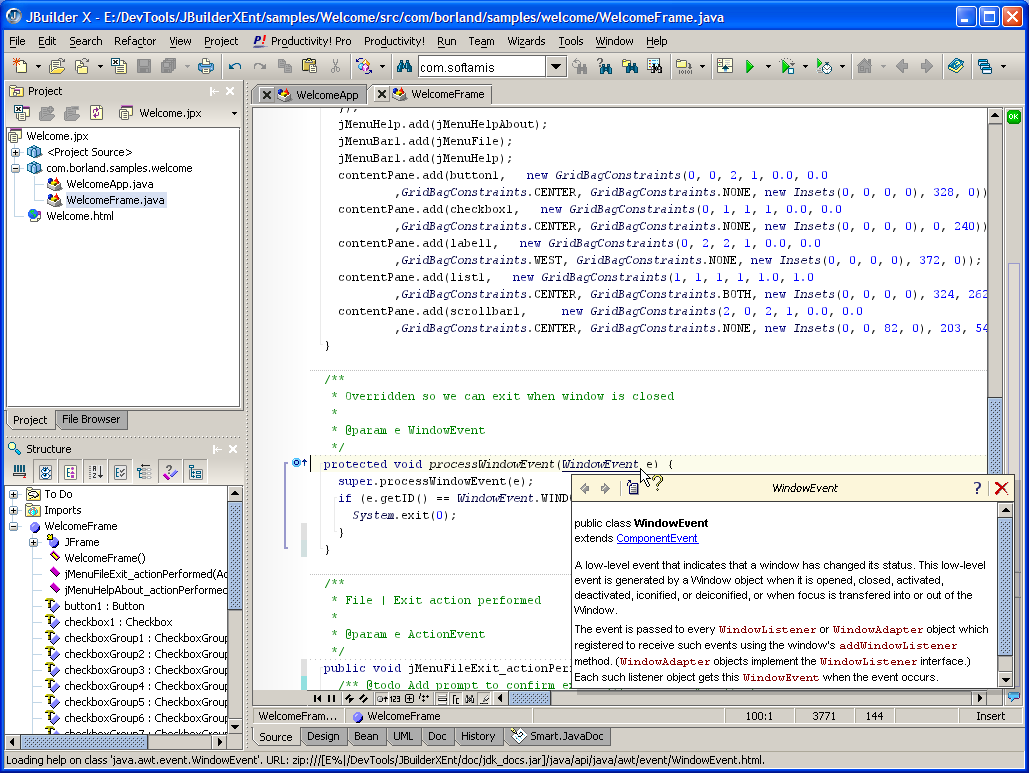 JBuilder X - E:/DevTools/JBuilderXEnt/samples/Welcome/src/com/borland/samples/welcome/WelcomeFrame.java
File Edit Search Refactor View Project P! Productivity! Pro Productivity! Run Team Wizards Tools Window Help
com.softamis
Project
Welcome.jpx
Welcome.jpx
<Project Source>
com.borland.samples.welcome
WelcomeApp.java
WelcomeFrame.java
Welcome.html
Project File Browser
Structure
To Do
Imports
WelcomeFrame
JFrame
WelcomeFrame()
jMenuFileExit_actionPerformed(Ac
jMenuHelpAbout_actionPerformed
button1 : Button
checkbox1 : Checkbox
checkboxGroup1 : CheckboxGroup
checkboxGroup2 : CheckboxGroup
checkboxGroup3 : CheckboxGroup
checkboxGroup4 : CheckboxGroup
checkboxGroup5 : CheckboxGroup
checkboxGroup6 : CheckboxGroup
checkboxGroup7 : CheckboxGroup
WelcomeApp WelcomeFrame
OK
});
jMenuHelp.add(jMenuHelpAbout);
jMenuBar1.add(jMenuFile);
jMenuBar1.add(jMenuHelp);
contentPane.add(button1, new GridBagConstraints(0, 0, 2, 1, 0.0, 0.0
,GridBagConstraints.CENTER, GridBagConstraints.NONE, new Insets(0, 0, 0, 0), 328, 0))
contentPane.add(checkbox1, new GridBagConstraints(0, 1, 1, 1, 0.0, 0.0
,GridBagConstraints.CENTER, GridBagConstraints.NONE, new Insets(0, 0, 0, 0), 0, 240))
contentPane.add(label1, new GridBagConstraints(0, 2, 2, 1, 0.0, 0.0
,GridBagConstraints.WEST, GridBagConstraints.NONE, new Insets(0, 0, 0, 0), 372, 0));
contentPane.add(list1, new GridBagConstraints(1, 1, 1, 1, 1.0, 1.0
,GridBagConstraints.CENTER, GridBagConstraints.BOTH, new Insets(0, 0, 0, 0), 324, 262
contentPane.add(scrollbar1, new GridBagConstraints(2, 0, 2, 1, 0.0, 0.0
,GridBagConstraints.CENTER, GridBagConstraints.NONE, new Insets(0, 0, 82, 0), 203, 54
}
/**
* Overridden so we can exit when window is closed
*
* @param e WindowEvent
*/
protected void processWindowEvent(WindowEvent e) {
super.processWindowEvent(e);
if (e.getID() == WindowEvent.WIND
System.exit(0);
}
}
/**
* File | Exit action performed
*
* @param e ActionEvent
*/
public void jMenuFileExit_actionPerf
/** @todo Add prompt to confirm ex
WindowEvent
public class WindowEvent
extends ComponentEvent
A low-level event that indicates that a window has changed its status. This low-level
event is generated by a Window object when it is opened, closed, activated,
deactivated, iconified, or deiconified, or when focus is transfered into or out of the
Window.
The event is passed to every WindowListener or WindowAdapter object which
registered to receive such events using the window's addWindowListener
method. (WindowAdapter objects implement the WindowListener interface.)
Each such listener object gets this WindowEvent when the event occurs.
WelcomeFram... WelcomeFrame 100:1 3771 144 Insert
Source Design Bean UML Doc History Smart.JavaDoc
Loading help on class 'java.awt.event.WindowEvent'. URL: zip:///[E%|/DevTools/JBuilderXEnt/doc/jdk_docs.jar]/java/api/java/awt/event/WindowEvent.html.